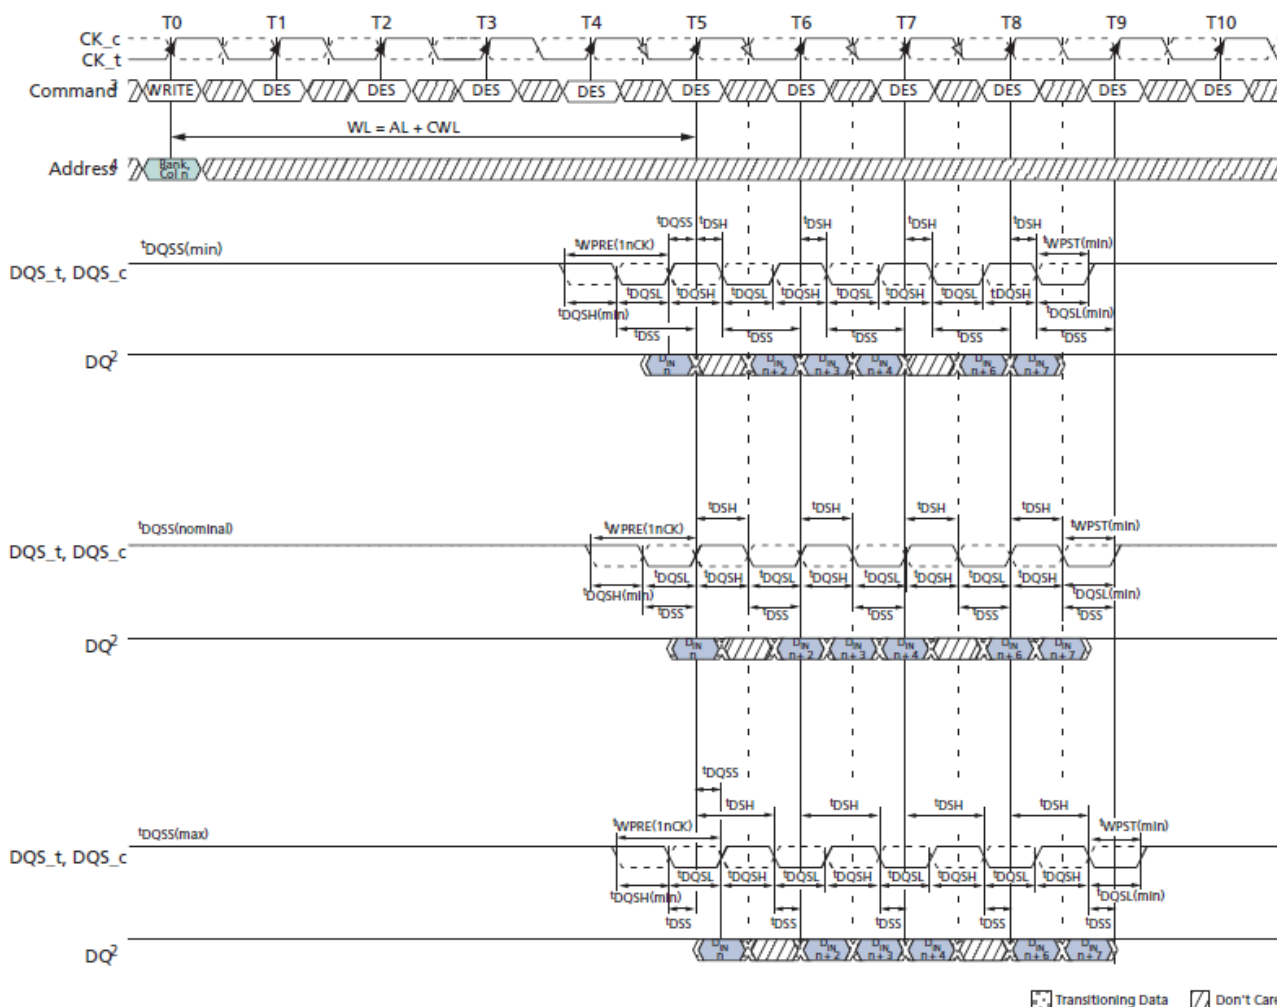 T0 T1 T2 T3 T4 T5 T6 T7 T8 T9 T10
CK_c
CK_t
Command3 WRITE DES DES DES DES DES DES DES DES DES DES
WL = AL + CWL
Address4 Bank, Col n
tDQSS tDSH tDSH tDSH tDSH
tDQSS(min) tWPRE(1nCK) tWPST(min)
DQS_t, DQS_c
tDQSL tDQSH tDQSL tDQSH tDQSL tDQSH tDQSL tDQSH
tDQSH(min) tDQSL(min)
tDSS tDSS tDSS tDSS tDSS
DQ2 DIN n DIN n+2 DIN n+3 DIN n+4 DIN n+6 DIN n+7
tDSH tDSH tDSH tDSH
tDQSS(nominal) tWPRE(1nCK) tWPST(min)
DQS_t, DQS_c
tDQSL tDQSH tDQSL tDQSH tDQSL tDQSH tDQSL tDQSH
tDQSH(min) tDQSL(min)
tDSS tDSS tDSS tDSS tDSS
DQ2 DIN n DIN n+2 DIN n+3 DIN n+4 DIN n+6 DIN n+7
tDQSS
tDSH tDSH tDSH tDSH
tDQSS(max) tWPRE(1nCK) tWPST(min)
DQS_t, DQS_c
tDQSL tDQSH tDQSL tDQSH tDQSL tDQSH tDQSL tDQSH
tDQSH(min) tDQSL(min)
tDSS tDSS tDSS tDSS tDSS
DQ2 DIN n DIN n+2 DIN n+3 DIN n+4 DIN n+6 DIN n+7
Transitioning Data Don't Care